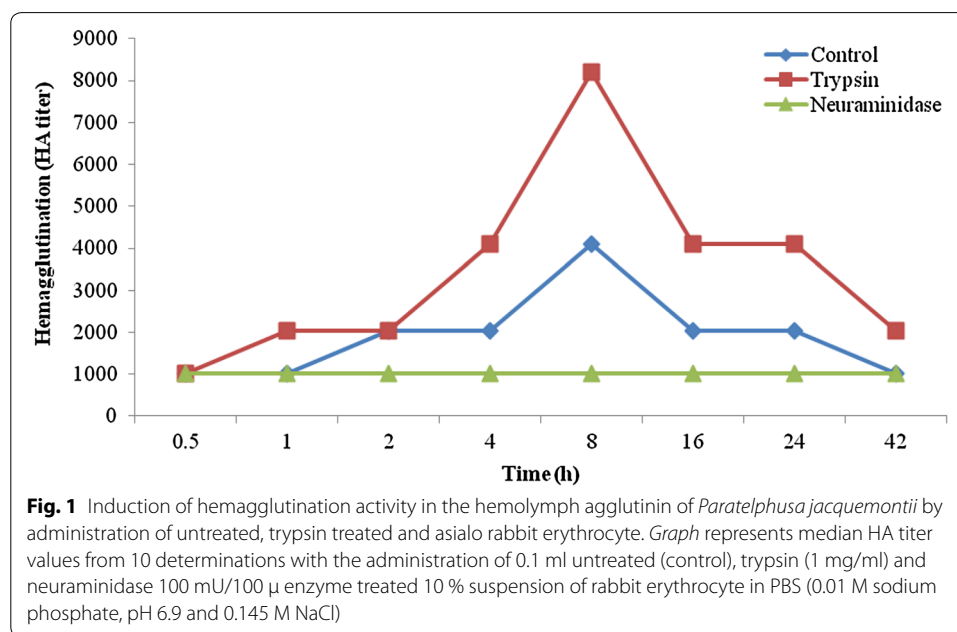 9000
8000
7000
6000
5000
4000
3000
2000
1000
0
Hemagglutination (HA titer)
Control
Trypsin
Neuraminidase
0.5 1 2 4 8 16 24 42
Time (h)
Fig. 1 Induction of hemagglutination activity in the hemolymph agglutinin of Paratelphusa jacquemontii by
administration of untreated, trypsin treated and asialo rabbit erythrocyte. Graph represents median HA titer
values from 10 determinations with the administration of 0.1 ml untreated (control), trypsin (1 mg/ml) and
neuraminidase 100 mU/100 μ enzyme treated 10 % suspension of rabbit erythrocyte in PBS (0.01 M sodium
phosphate, pH 6.9 and 0.145 M NaCl)